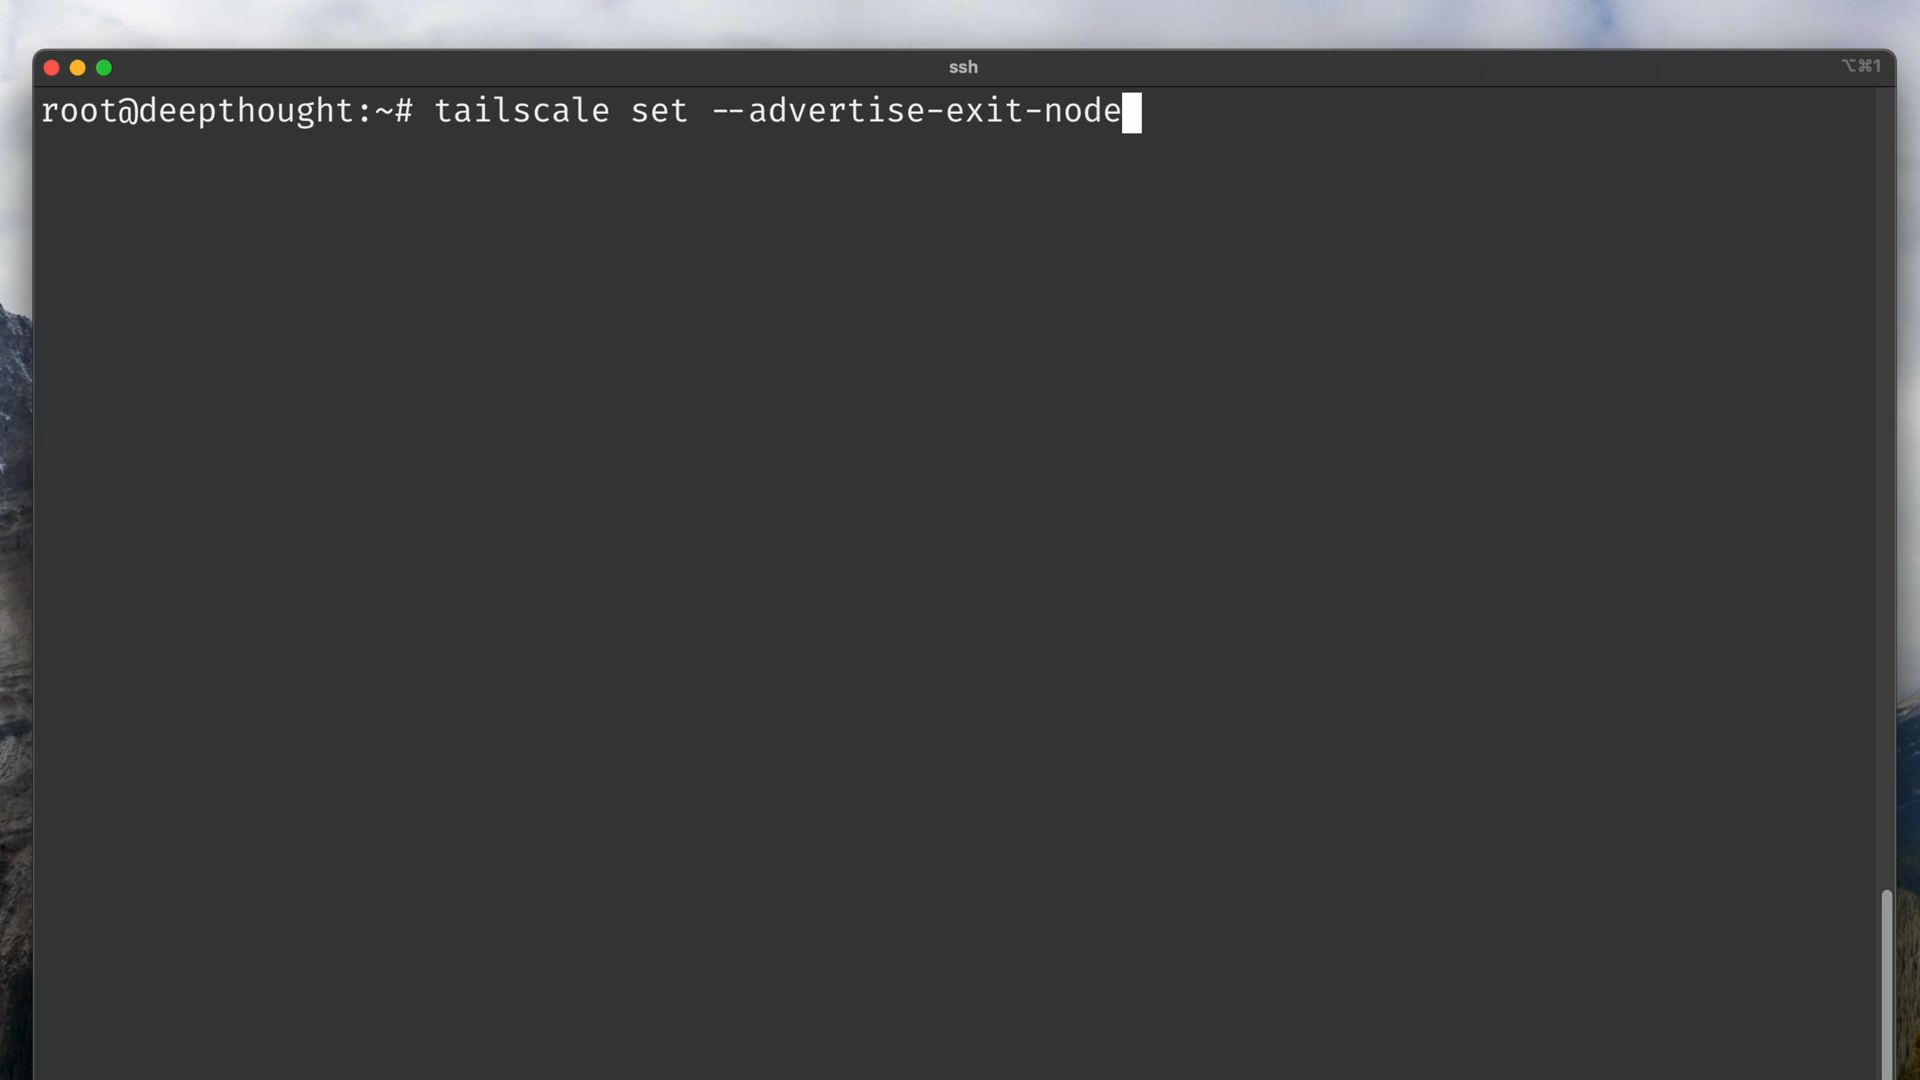 ssh
⌥⌘1
root@deepthought:~# tailscale set --advertise-exit-node